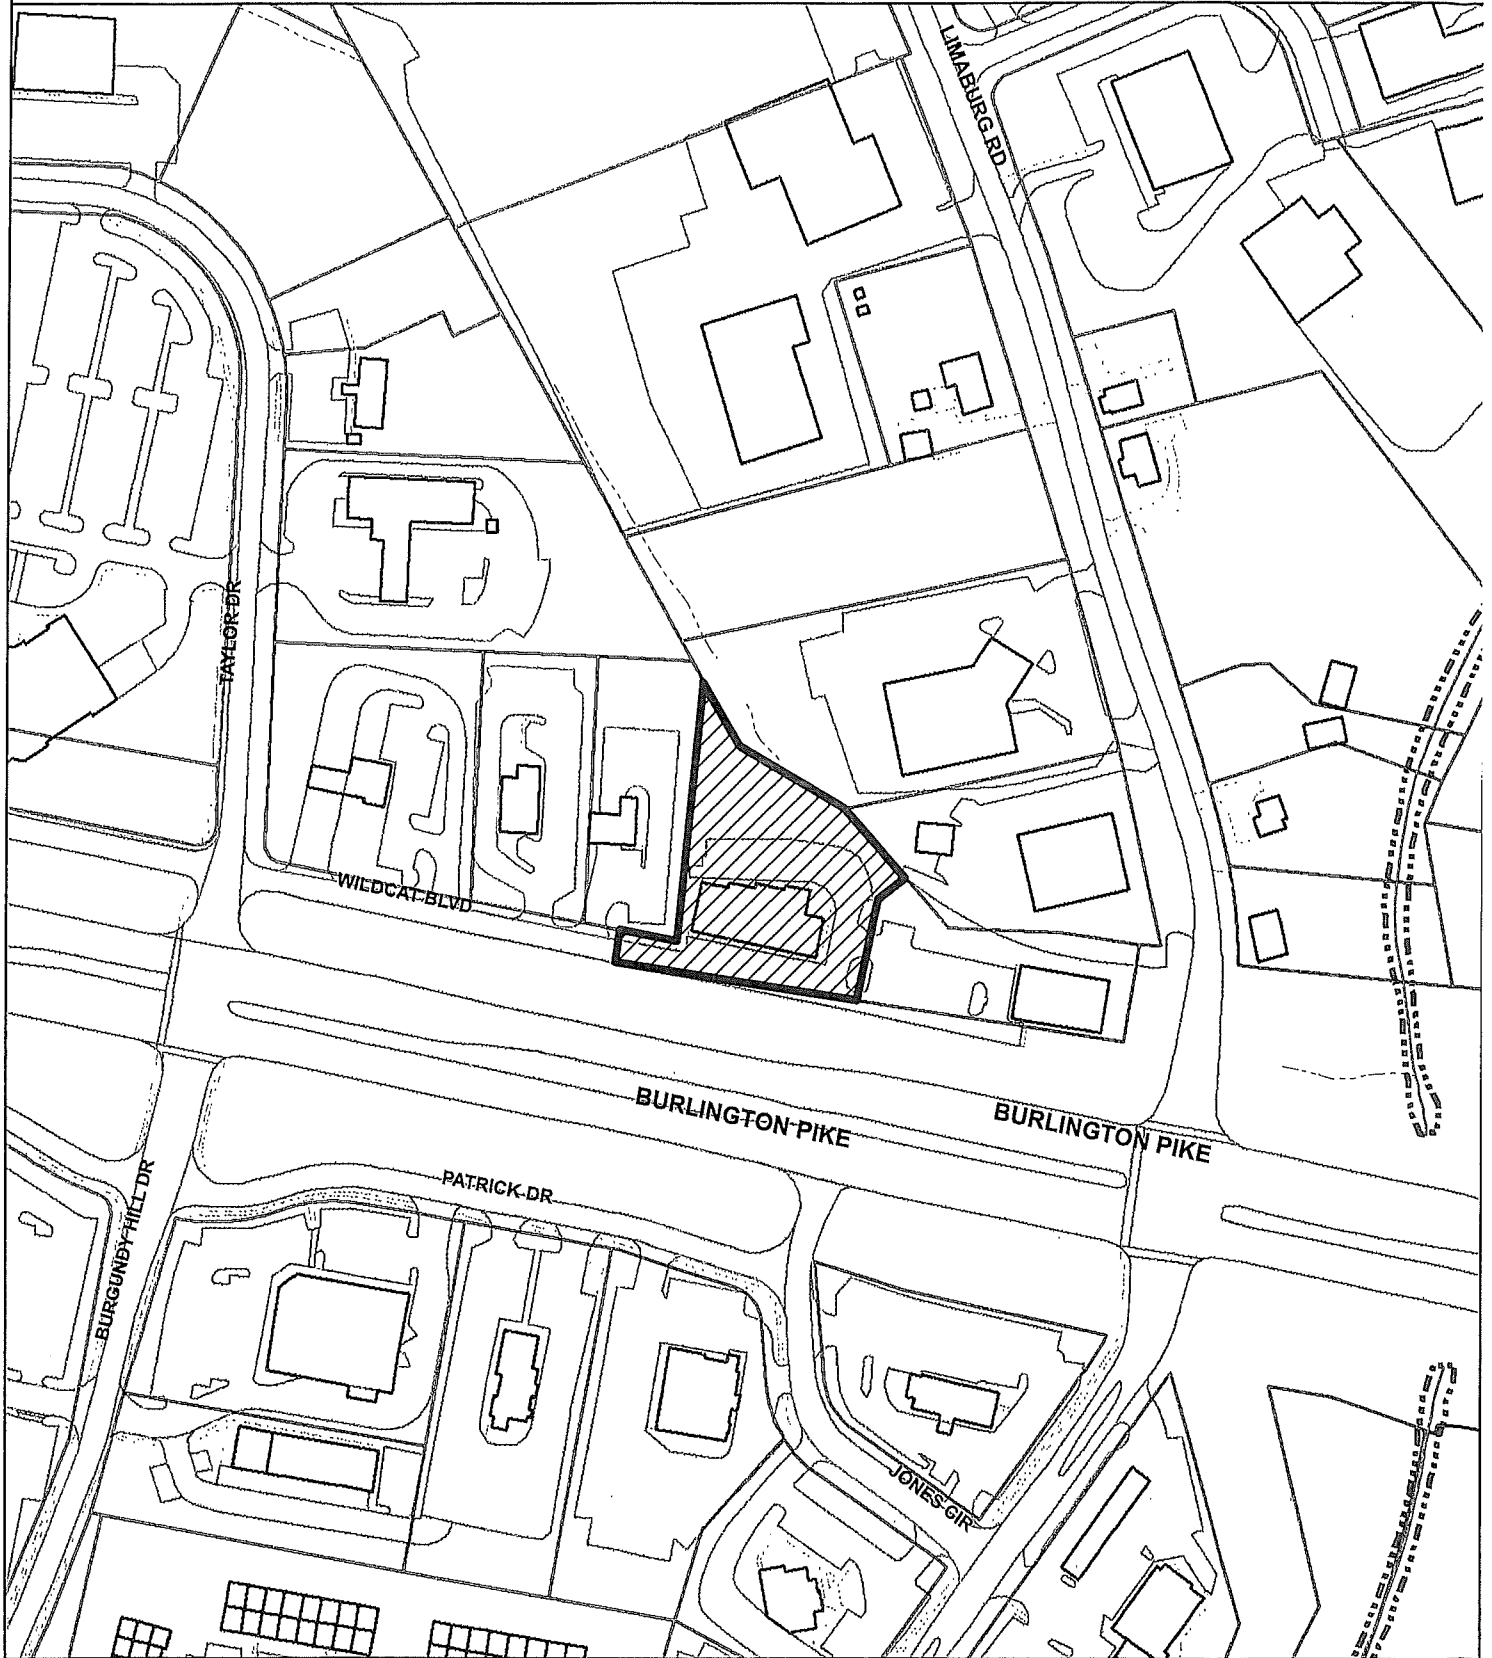 LIMABURG RD
TAYLOR DR
WILDCAT BLVD
BURLINGTON PIKE
BURLINGTON PIKE
PATRICK DR
BURGUNDY HILL DR
JONES CIR